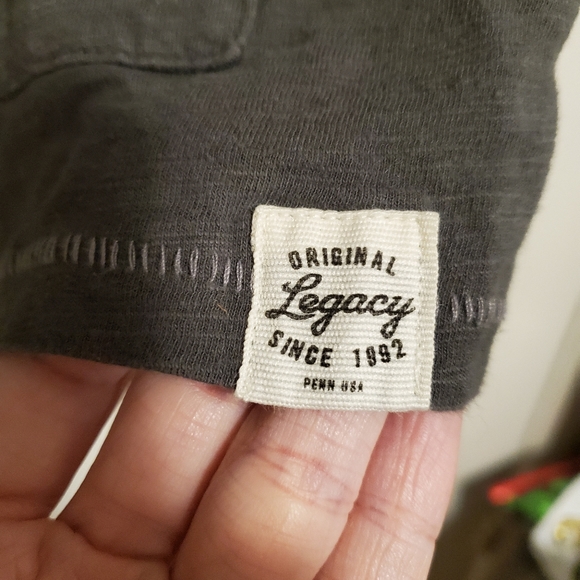 ORIGINAL
Legacy
SINCE 1992
PENN USA